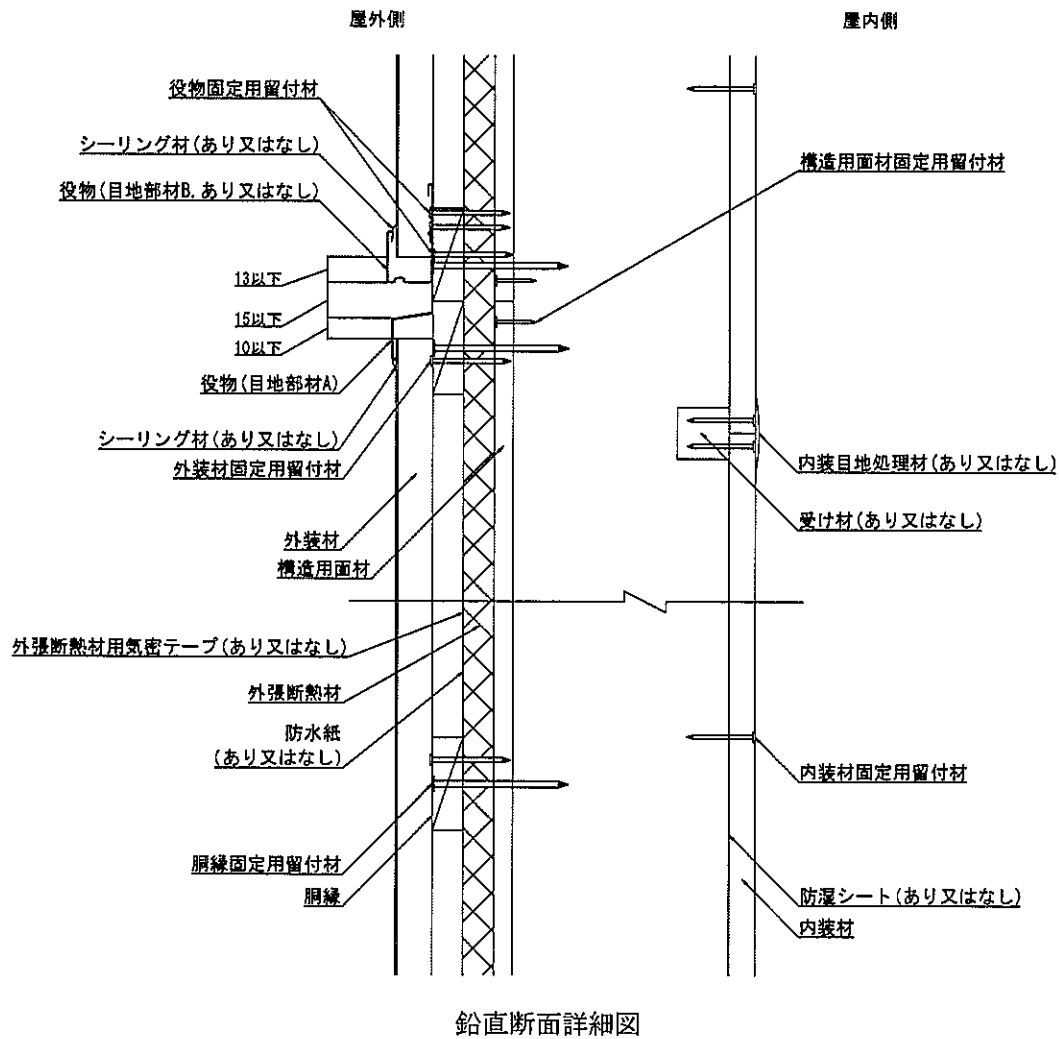 屋外側
屋内側
役物固定用留付材
シーリング材(あり又はなし)
役物(目地部材B.あり又はなし)
13以下
15以下
10以下
役物(目地部材A)
シーリング材(あり又はなし)
外装材固定用留付材
外装材
構造用面材
外張断熱材用気密テープ(あり又はなし)
外張断熱材
防水紙
(あり又はなし)
胴縁固定用留付材
胴縁
構造用面材固定用留付材
内装目地処理材(あり又はなし)
受け材(あり又はなし)
内装材固定用留付材
防湿シート(あり又はなし)
内装材
鉛直断面詳細図